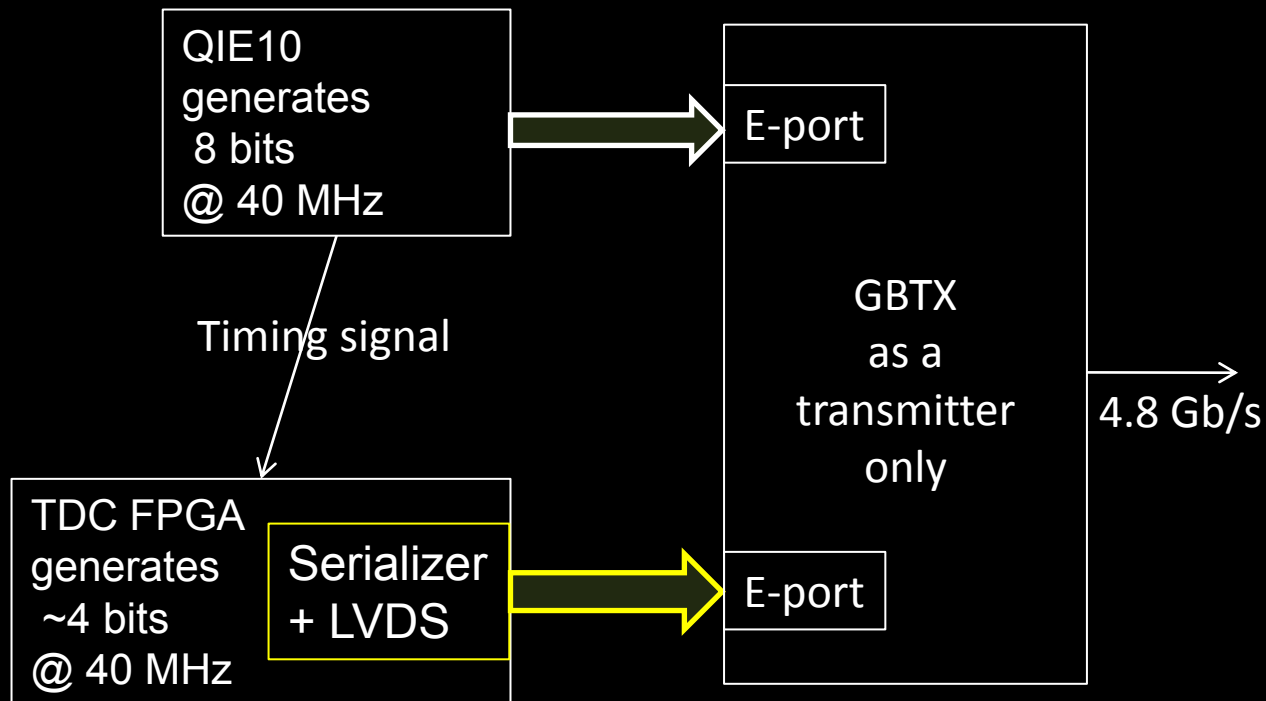 QIE10
generates
8 bits
@ 40 MHz
E-port
Timing signal
GBTX
as a
transmitter
only
4.8 Gb/s
TDC FPGA
generates
~4 bits
@ 40 MHz
Serializer
+ LVDS
E-port